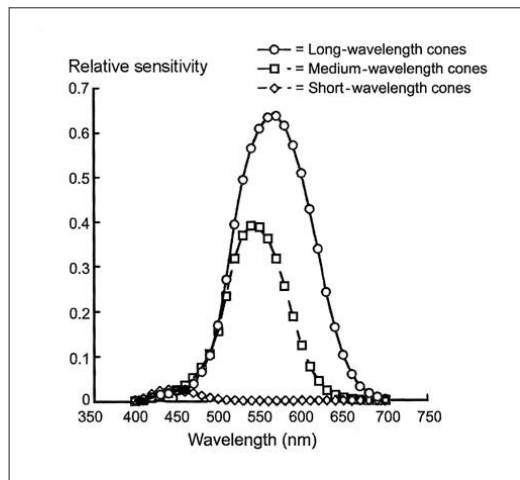 = Long-wavelength cones
Relative sensitivity
= Medium-wavelength cones
= Short-wavelength cones
0.7
0.6
0.5
0.4
0.3
0.2
0.1
0
350 400 450 500 550 600 650 700 750
Wavelength (nm)